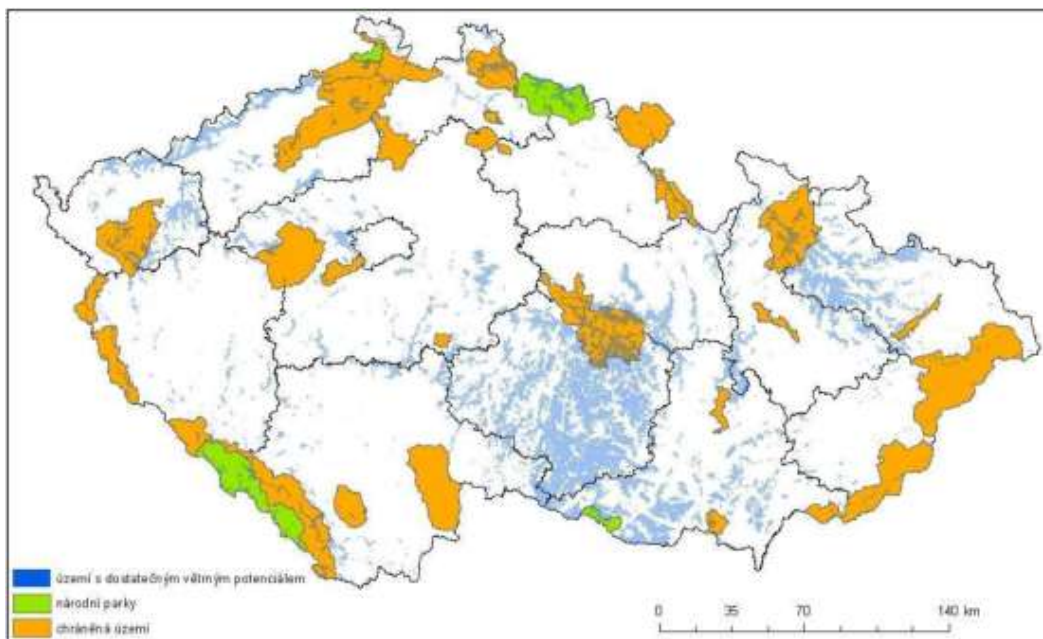 území s dostatečným větrným potenciálem
národní parky
chráněná území
0 35 70 140 km